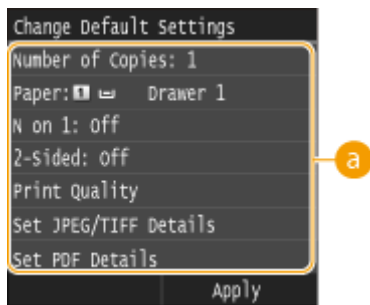 Change Default Settings
Number of Copies: 1
Paper: 1 Drawer 1
N on 1: Off
2-Sided: Off
Print Quality
Set JPEG/TIFF Details
Set PDF Details
Apply
a